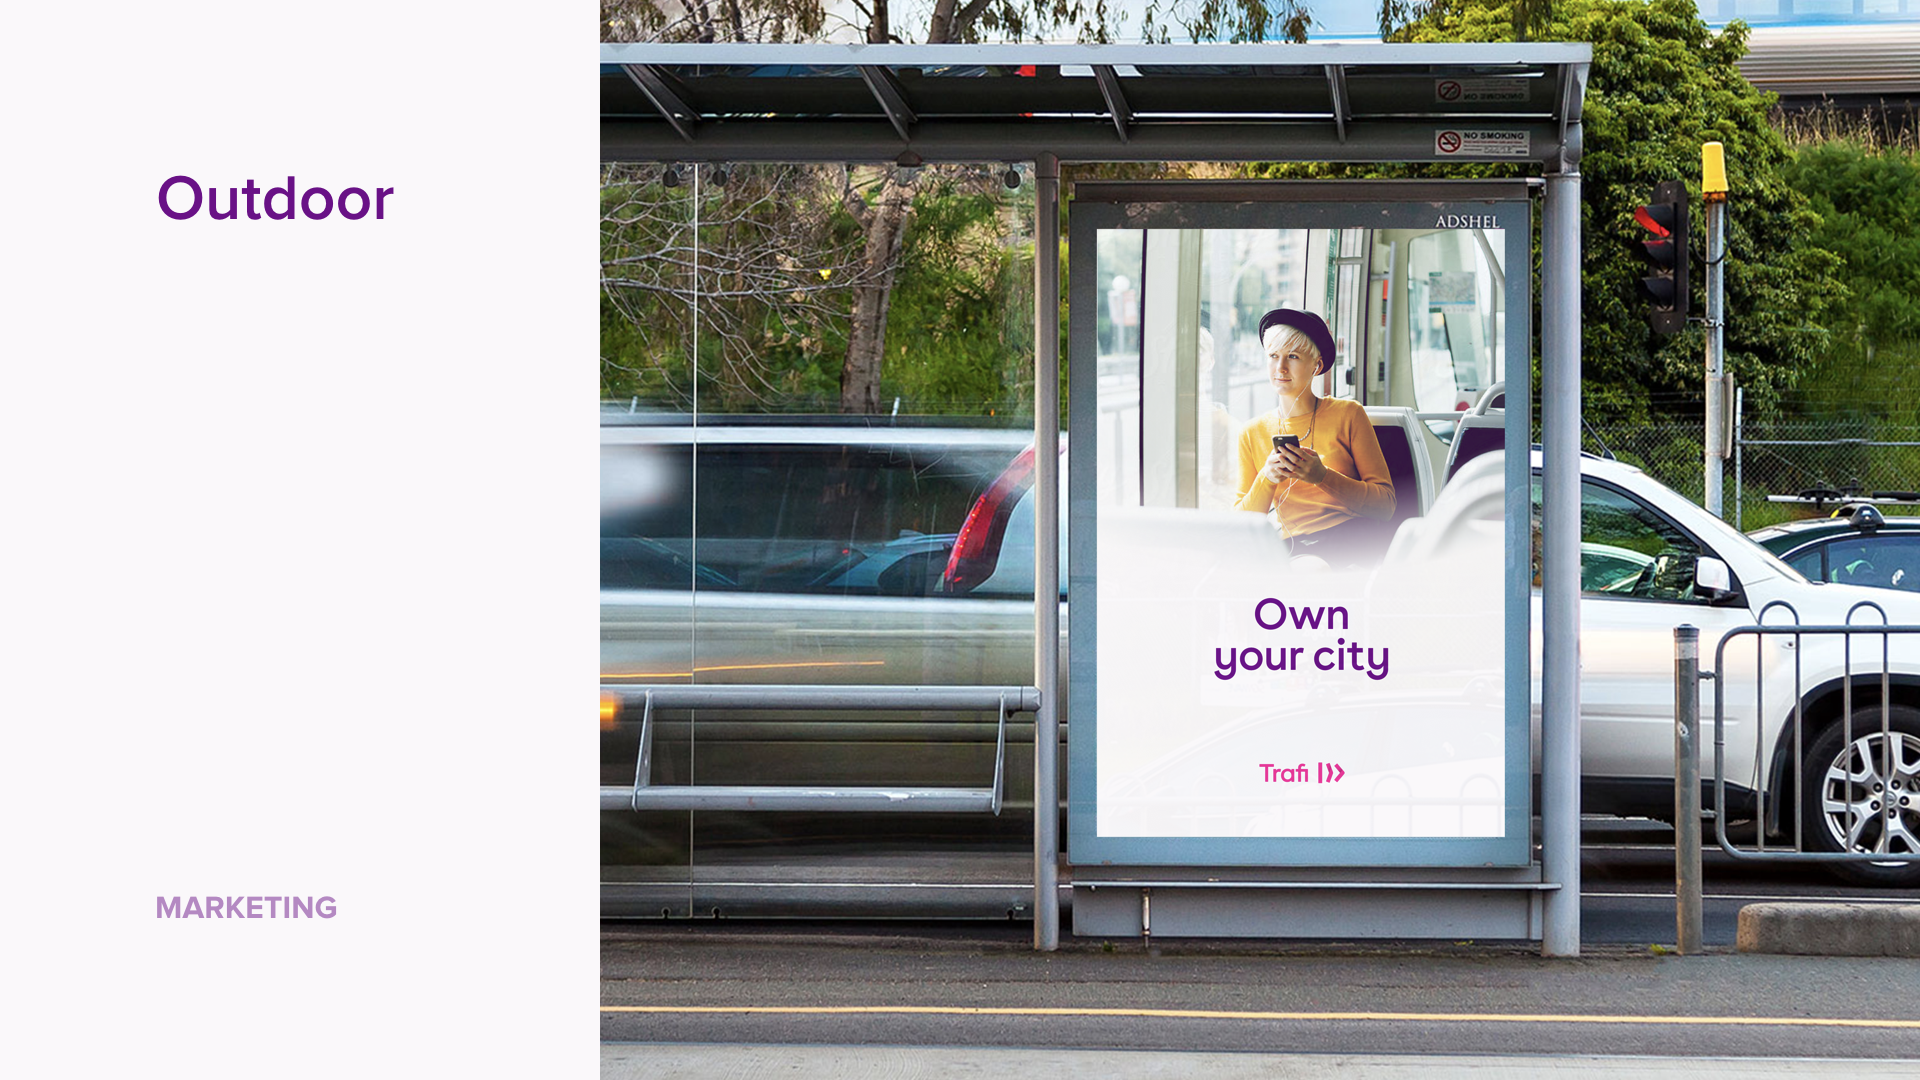 Outdoor
MARKETING
NO SMOKING
ADSHEL
Own
your city
Trafi